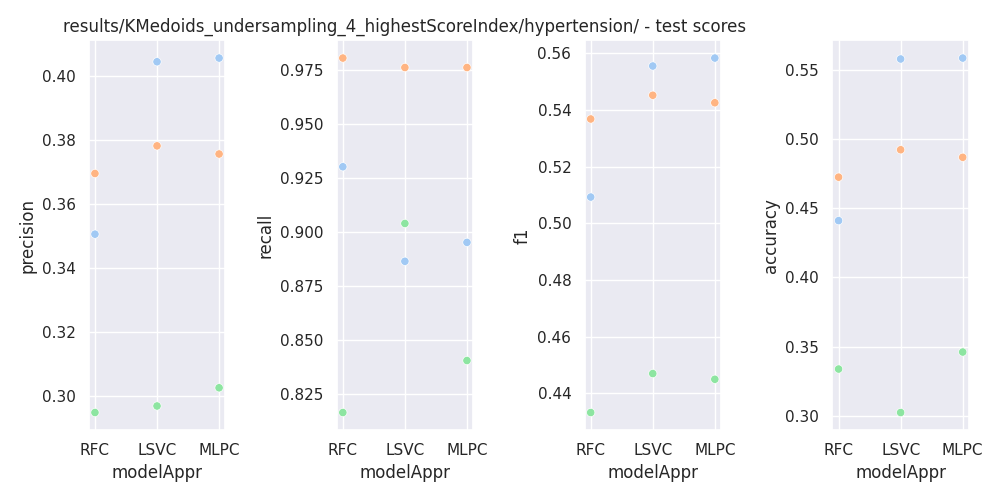 results/KMedoids_undersampling_4_highestScoreIndex/hypertension/ - test scores
precision
0.40
0.38
0.36
0.34
0.32
0.30
RFC LSVC MLPC
modelAppr
recall
0.975
0.950
0.925
0.900
0.875
0.850
0.825
RFC LSVC MLPC
modelAppr
f1
0.56
0.54
0.52
0.50
0.48
0.46
0.44
RFC LSVC MLPC
modelAppr
accuracy
0.55
0.50
0.45
0.40
0.35
0.30
RFC LSVC MLPC
modelAppr